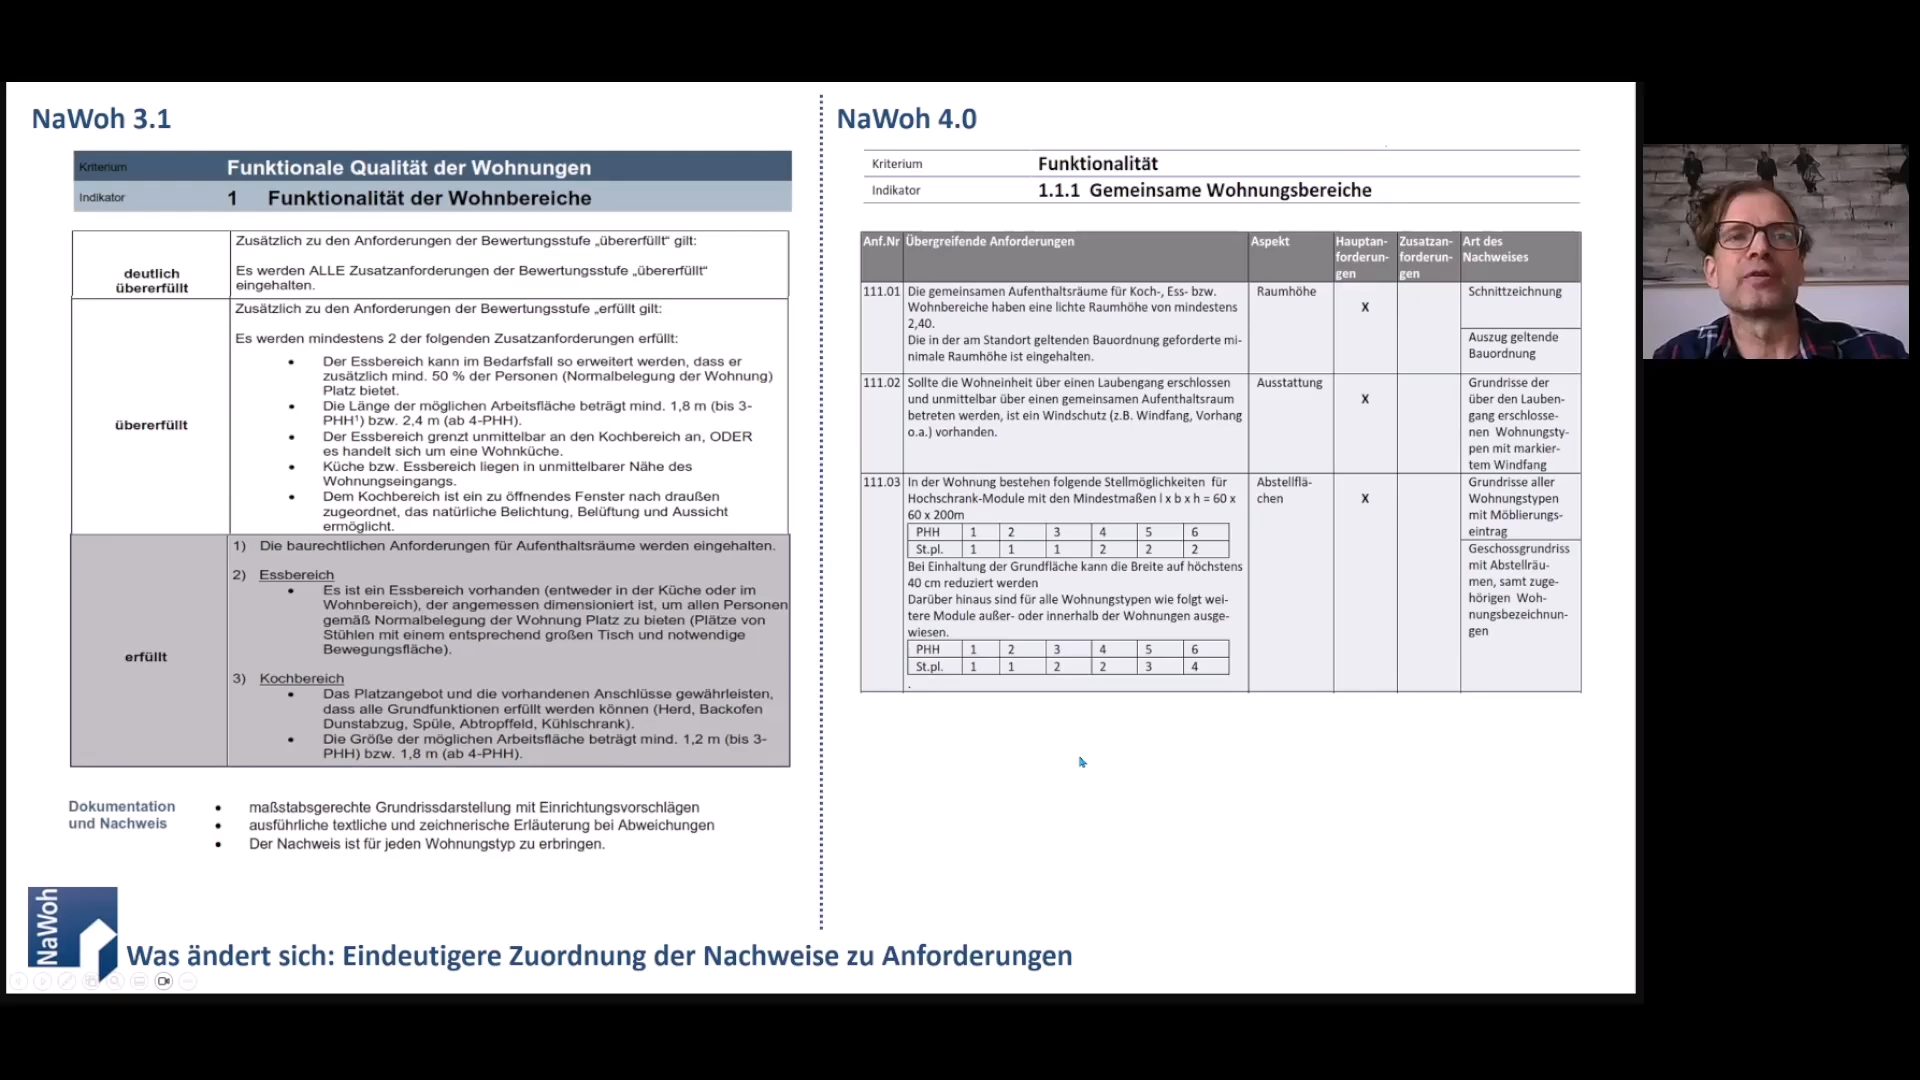 NaWoh 3.1
Kriterium
Funktionale Qualität der Wohnungen
Indikator
1 Funktionalität der Wohnbereiche
deutlich
übererfüllt
Zusätzlich zu den Anforderungen der Bewertungsstufe „übererfüllt“ gilt:
Es werden ALLE Zusatzanforderungen der Bewertungsstufe „übererfüllt“
eingehalten.
übererfüllt
Zusätzlich zu den Anforderungen der Bewertungsstufe „erfüllt gilt:
Es werden mindestens 2 der folgenden Zusatzanforderungen erfüllt:
• Der Essbereich kann im Bedarfsfall so erweitert werden, dass er
zusätzlich mind. 50 % der Personen (Normalbelegung der Wohnung)
Platz bietet.
• Die Länge der möglichen Arbeitsfläche beträgt mind. 1,8 m (bis 3-
PHH¹) bzw. 2,4 m (ab 4-PHH).
• Der Essbereich grenzt unmittelbar an den Kochbereich an, ODER
es handelt sich um eine Wohnküche.
• Küche bzw. Essbereich liegen in unmittelbarer Nähe des
Wohnungseingangs.
• Dem Kochbereich ist ein zu öffnendes Fenster nach draußen
zugeordnet, das natürliche Belichtung, Belüftung und Aussicht
ermöglicht.
erfüllt
1) Die baurechtlichen Anforderungen für Aufenthaltsräume werden eingehalten.
2) Essbereich
• Es ist ein Essbereich vorhanden (entweder in der Küche oder im
Wohnbereich), der angemessen dimensioniert ist, um allen Personen
gemäß Normalbelegung der Wohnung Platz zu bieten (Plätze von
Stühlen mit einem entsprechend großen Tisch und notwendige
Bewegungsfläche).
3) Kochbereich
• Das Platzangebot und die vorhandenen Anschlüsse gewährleisten,
dass alle Grundfunktionen erfüllt werden können (Herd, Backofen
Dunstabzug, Spüle, Abtropffeld, Kühlschrank).
• Die Größe der möglichen Arbeitsfläche beträgt mind. 1,2 m (bis 3-
PHH) bzw. 1,8 m (ab 4-PHH).
Dokumentation
und Nachweis
• maßstabsgerechte Grundrissdarstellung mit Einrichtungsvorschlägen
• ausführliche textliche und zeichnerische Erläuterung bei Abweichungen
• Der Nachweis ist für jeden Wohnungstyp zu erbringen.
NaWoh 4.0
Kriterium
Funktionalität
Indikator
1.1.1 Gemeinsame Wohnungsbereiche
Anf.Nr
Übergreifende Anforderungen
Aspekt
Hauptan-
forderun-
gen
Zusatzan-
forderun-
gen
Art des
Nachweises
111.01
Die gemeinsamen Aufenthaltsräume für Koch-, Ess- bzw.
Wohnbereiche haben eine lichte Raumhöhe von mindestens
2,40.
Die in der am Standort geltenden Bauordnung geforderte mi-
nimale Raumhöhe ist eingehalten.
Raumhöhe
X
Schnittzeichnung
Auszug geltende
Bauordnung
111.02
Sollte die Wohneinheit über einen Laubengang erschlossen
und unmittelbar über einen gemeinsamen Aufenthaltsraum
betreten werden, ist ein Windschutz (z.B. Windfang, Vorhang
o.a.) vorhanden.
Ausstattung
X
Grundrisse der
über den Lauben-
gang erschlosse-
nen Wohnungsty-
pen mit markier-
tem Windfang
111.03
In der Wohnung bestehen folgende Stellmöglichkeiten für
Hochschrank-Module mit den Mindestmaßen l x b x h = 60 x
60 x 200m
PHH 1 2 3 4 5 6
St.pl. 1 1 1 2 2 2
Bei Einhaltung der Grundfläche kann die Breite auf höchstens
40 cm reduziert werden
Darüber hinaus sind für alle Wohnungstypen wie folgt wei-
tere Module außer- oder innerhalb der Wohnungen ausge-
wiesen.
PHH 1 2 3 4 5 6
St.pl. 1 1 2 2 3 4
.
Abstellflä-
chen
X
Grundrisse aller
Wohnungstypen
mit Möblierungs-
eintrag
Geschossgrundriss
mit Abstellräu-
men, samt zuge-
hörigen Woh-
nungsbezeichnun-
gen
NaWoh
Was ändert sich: Eindeutigere Zuordnung der Nachweise zu Anforderungen